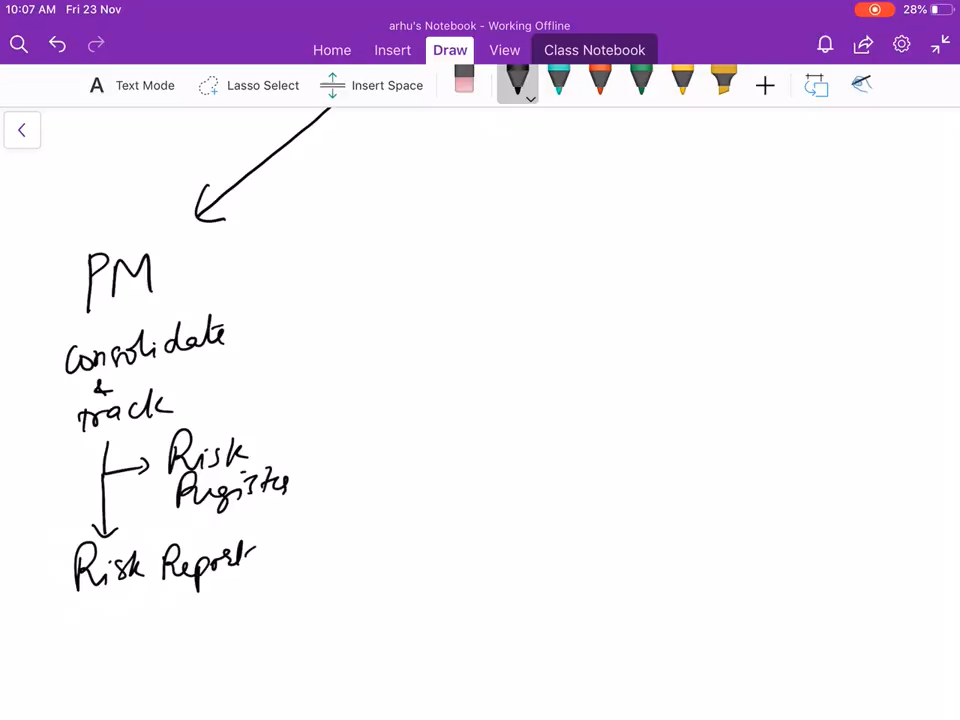 10:07 AM Fri 23 Nov
28%
arhu's Notebook - Working Offline
Home Insert Draw View Class Notebook
A Text Mode Lasso Select Insert Space
PM
Consolidate
&
Track
Risk
Register
Risk Report